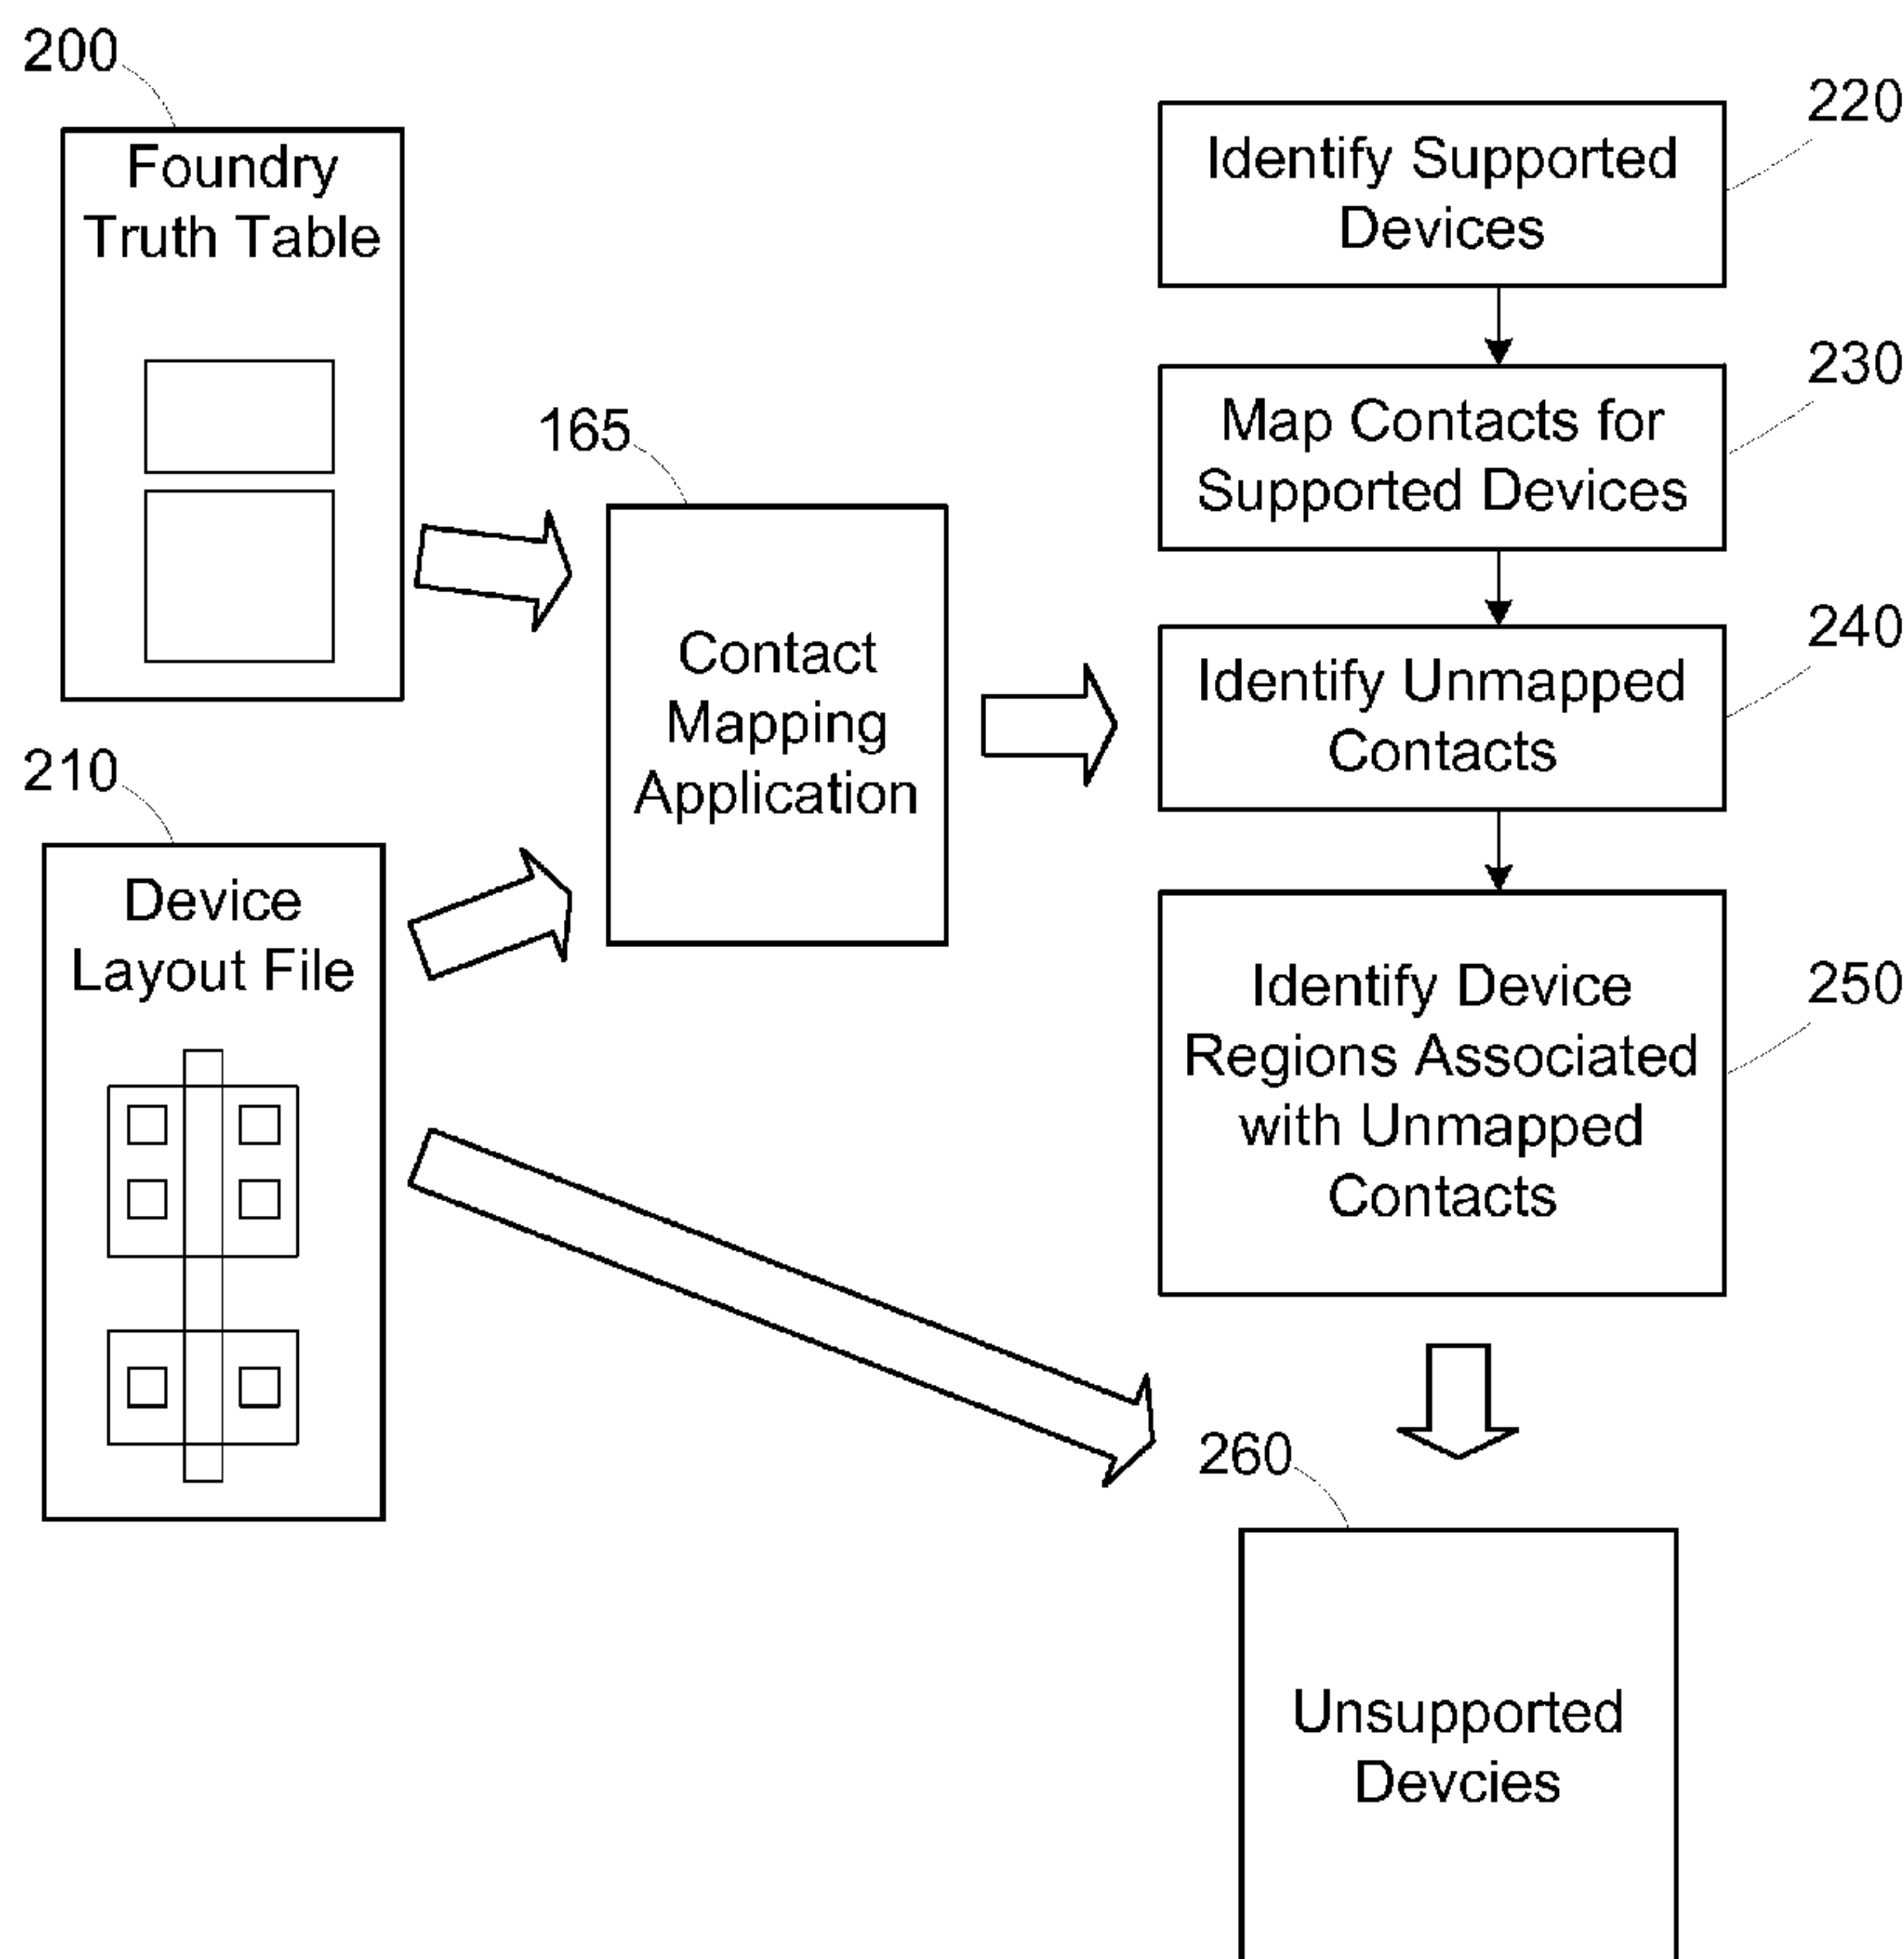 200
Foundry
Truth Table
165
Contact
Mapping
Application
210
Device
Layout File
220
Identify Supported
Devices
230
Map Contacts for
Supported Devices
240
Identify Unmapped
Contacts
250
Identify Device
Regions Associated
with Unmapped
Contacts
260
Unsupported
Devcies